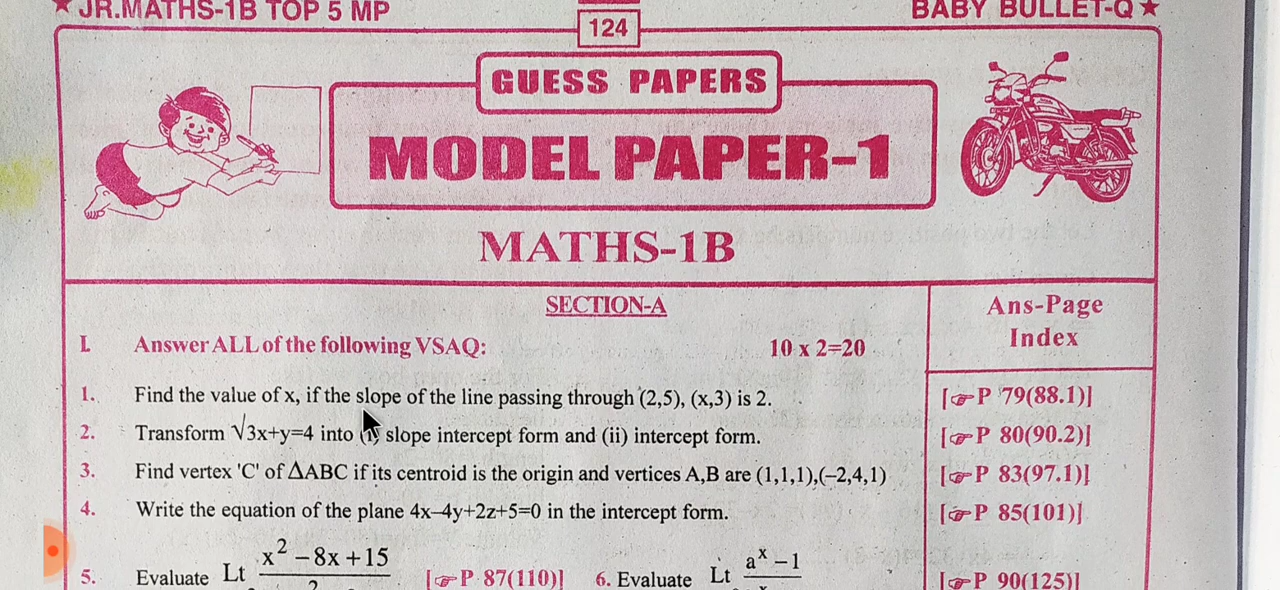 ★ JR.MATHS-1B TOP 5 MP
124
BABY BULLET-Q ★
GUESS PAPERS
MODEL PAPER-1
MATHS-1B
SECTION-A
Ans-Page
Index
I. Answer ALL of the following VSAQ: 10 x 2=20
1. Find the value of x, if the slope of the line passing through (2,5), (x,3) is 2. [☞P 79(88.1)]
2. Transform √3x+y=4 into (i) slope intercept form and (ii) intercept form. [☞P 80(90.2)]
3. Find vertex 'C' of ΔABC if its centroid is the origin and vertices A,B are (1,1,1),(–2,4,1) [☞P 83(97.1)]
4. Write the equation of the plane 4x–4y+2z+5=0 in the intercept form. [☞P 85(101)]
5. Evaluate Lt x² – 8x + 15 [☞P 87(110)] 6. Evaluate Lt aˣ – 1 [☞P 90(125)]